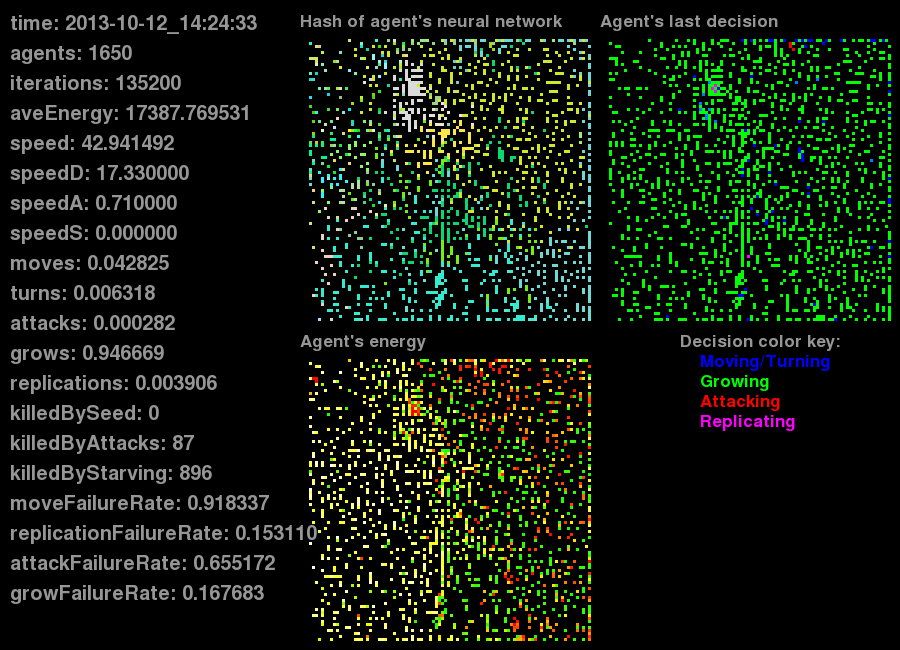 time: 2013-10-12_14:24:33
agents: 1650
iterations: 135200
aveEnergy: 17387.769531
speed: 42.941492
speedD: 17.330000
speedA: 0.710000
speedS: 0.000000
moves: 0.042825
turns: 0.006318
attacks: 0.000282
grows: 0.946669
replications: 0.003906
killedBySeed: 0
killedByAttacks: 87
killedByStarving: 896
moveFailureRate: 0.918337
replicationFailureRate: 0.153110
attackFailureRate: 0.655172
growFailureRate: 0.167683
Hash of agent's neural network
Agent's last decision
Agent's energy
Decision color key:
Moving/Turning
Growing
Attacking
Replicating